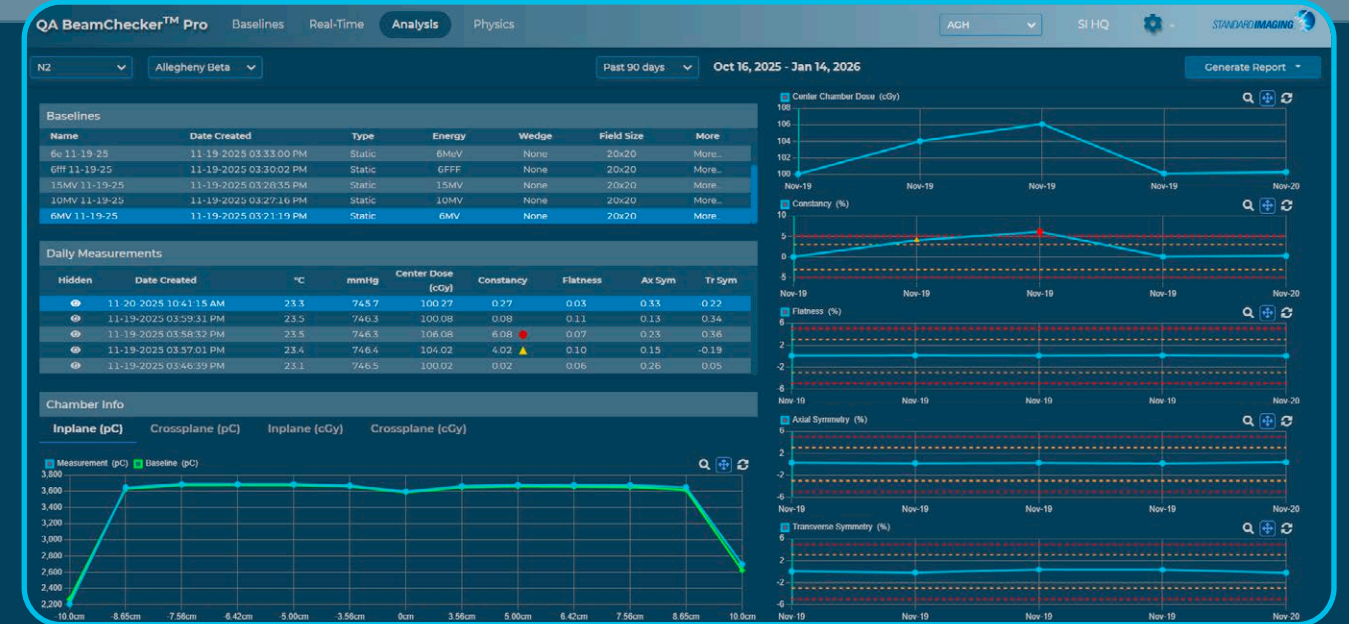 QA BeamChecker™ Pro Baselines Real-Time Analysis Physics AGH SI HQ STANDARD IMAGING
N2 Allegheny Beta Past 90 days Oct 16, 2025 - Jan 14, 2026 Generate Report
Baselines
Name Date Created Type Energy Wedge Field Size More
6e 11-19-25 11-19-2025 03:33:00 PM Static 6MeV None 20x20 More...
6fff 11-19-25 11-19-2025 03:30:02 PM Static 6FFF None 20x20 More...
15MV 11-19-25 11-19-2025 03:28:35 PM Static 15MV None 20x20 More...
10MV 11-19-25 11-19-2025 03:27:16 PM Static 10MV None 20x20 More...
6MV 11-19-25 11-19-2025 03:21:19 PM Static 6MV None 20x20 More
Daily Measurements
Hidden Date Created °C mmHg Center Dose (cGy) Constancy Flatness Ax Sym Tr Sym
11-20-2025 10:41:15 AM 23.3 745.7 100.27 0.27 0.03 0.33 -0.22
11-19-2025 03:59:31 PM 23.5 746.3 100.08 0.08 0.11 0.13 0.34
11-19-2025 03:58:32 PM 23.5 746.3 106.08 6.08 0.07 0.23 0.36
11-19-2025 03:57:01 PM 23.4 746.4 104.02 4.02 0.10 0.15 -0.19
11-19-2025 03:46:39 PM 23.1 746.5 100.02 0.02 0.06 0.26 0.05
Chamber Info
Inplane (pC) Crossplane (pC) Inplane (cGy) Crossplane (cGy)
Measurement (pC) Baseline (pC)
3,800
3,600
3,400
3,200
3,000
2,800
2,600
2,400
2,200
-10.0cm -8.65cm -7.56cm -6.42cm -5.00cm -3.56cm 0cm 3.56cm 5.00cm 6.42cm 7.56cm 8.65cm 10.0cm
Center Chamber Dose (cGy)
108
106
104
102
100
Nov-19 Nov-19 Nov-19 Nov-19 Nov-20
Constancy (%)
10
5
0
5
Nov-19 Nov-19 Nov-19 Nov-19 Nov-20
Flatness (%)
6
2
-2
-6
Nov-19 Nov-19 Nov-19 Nov-19 Nov-20
Axial Symmetry (%)
6
2
-2
-6
Nov-19 Nov-19 Nov-19 Nov-19 Nov-20
Transverse Symmetry (%)
6
2
-2
-6
Nov-19 Nov-19 Nov-19 Nov-19 Nov-20